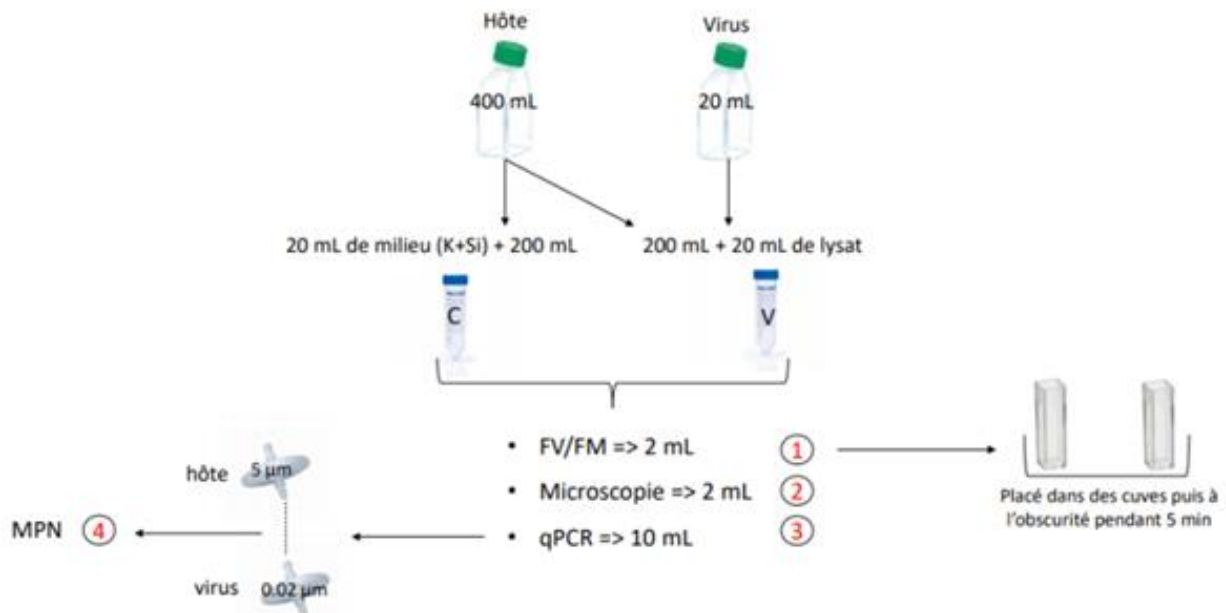 Hôte
Virus
400 mL
20 mL
20 mL de milieu (K+Si) + 200 mL
200 mL + 20 mL de lysat
C
V
• FV/FM => 2 mL
1
• Microscopie => 2 mL
2
• qPCR => 10 mL
3
Placé dans des cuves puis à
l'obscurité pendant 5 min
hôte
5 µm
MPN
4
virus
0.02 µm